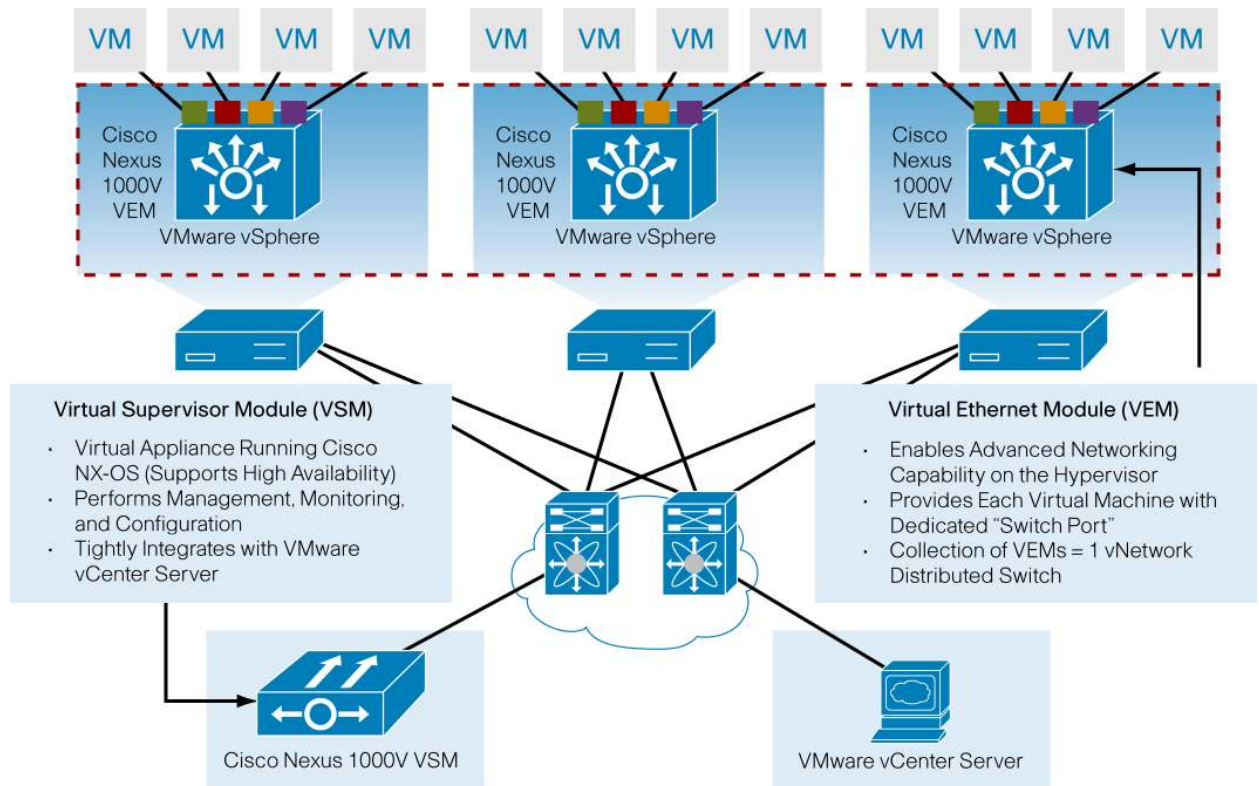 VM VM VM VM VM VM VM VM VM VM VM VM
Cisco
Nexus
1000V
VEM
VMware vSphere
Cisco
Nexus
1000V
VEM
VMware vSphere
Cisco
Nexus
1000V
VEM
VMware vSphere
Virtual Supervisor Module (VSM)
• Virtual Appliance Running Cisco
NX-OS (Supports High Availability)
• Performs Management, Monitoring,
and Configuration
• Tightly Integrates with VMware
vCenter Server
Virtual Ethernet Module (VEM)
• Enables Advanced Networking
Capability on the Hypervisor
• Provides Each Virtual Machine with
Dedicated “Switch Port”
• Collection of VEMs = 1 vNetwork
Distributed Switch
Cisco Nexus 1000V VSM
VMware vCenter Server